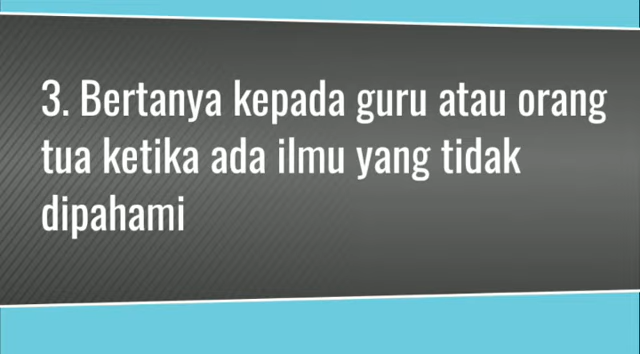 3. Bertanya kepada guru atau orang
tua ketika ada ilmu yang tidak
dipahami